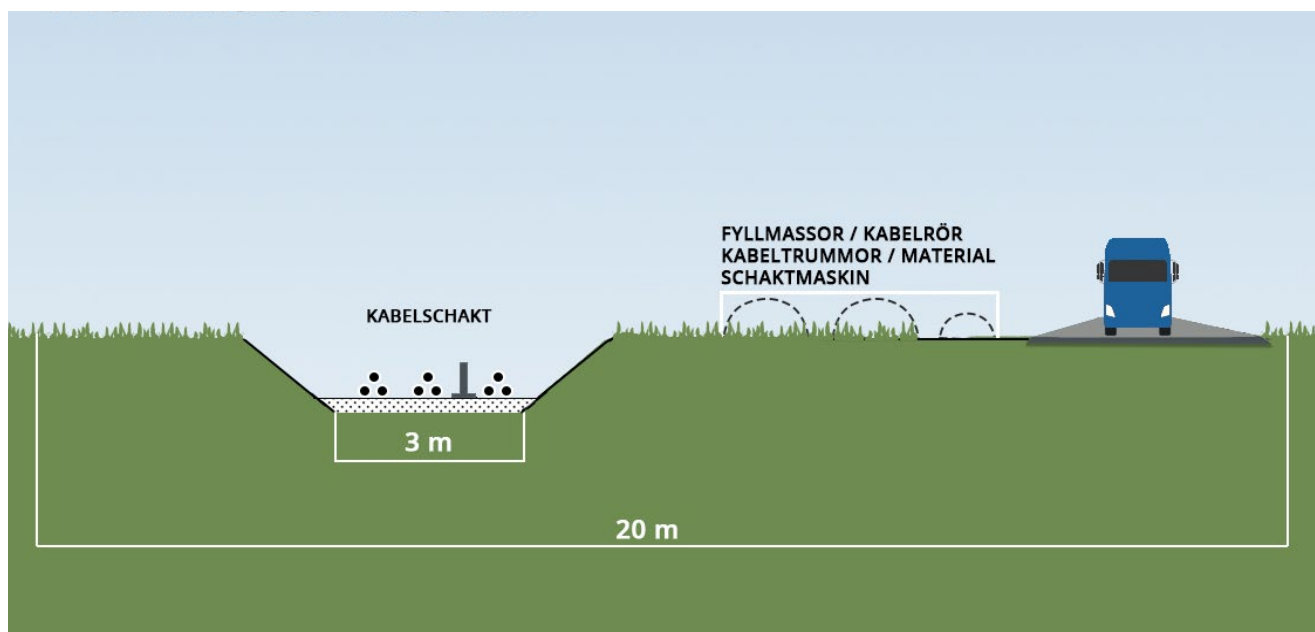 FYLLMASSOR / KABELRÖR
KABELTRUMMOR / MATERIAL
SCHAKTMASKIN
KABELSCHAKT
3 m
20 m